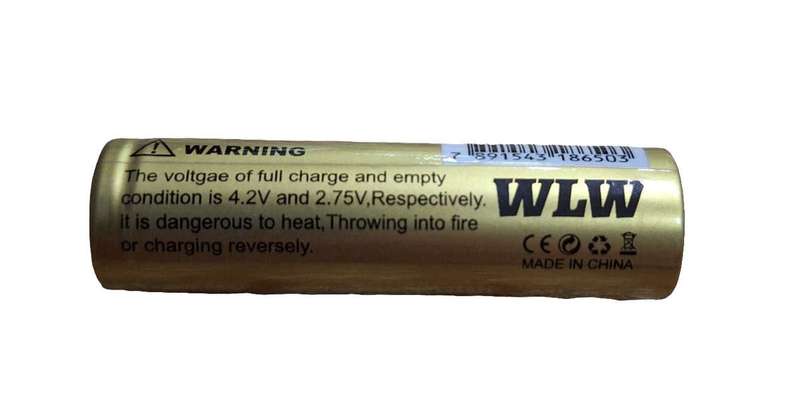 WARNING
The voltgae of full charge and empty
condition is 4.2V and 2.75V,Respectively.
it is dangerous to heat,Throwing into fire
or charging reversely.
7 891543 186503
WLW
CE
MADE IN CHINA